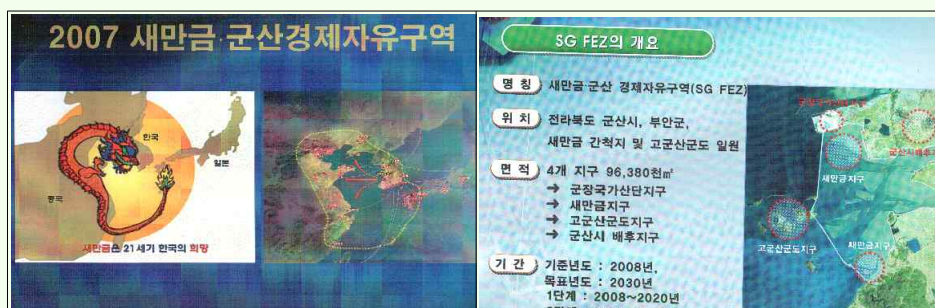 2007 새만금·군산경제자유구역
한국
일본
중국
새만금은 21세기 한국의 희망
SG FEZ의 개요
명 칭 새만금·군산 경제자유구역(SG FEZ)
위 치 전라북도 군산시, 부안군,
새만금 간척지 및 고군산군도 일원
면 적 4개 지구 96,380천㎡
→ 군장국가산단지구
→ 새만금지구
→ 고군산군도지구
→ 군산시 배후지구
기 간 기준년도 : 2008년,
목표년도 : 2030년
1단계 : 2008~2020년
새만금지구
고군산군도지구
새만금지구